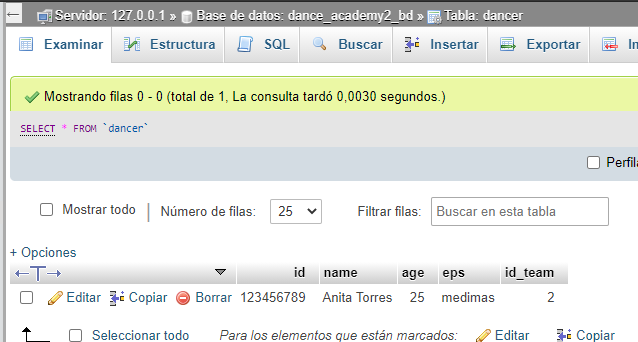 ← Servidor: 127.0.0.1 » Base de datos: dance_academy2_bd » Tabla: dancer
Examinar Estructura SQL Buscar Insertar Exportar
Mostrando filas 0 - 0 (total de 1, La consulta tardó 0,0030 segundos.)
SELECT * FROM `dancer`
Perfila
Mostrar todo | Número de filas: 25 Filtrar filas: Buscar en esta tabla
+ Opciones
←T→ id name age eps id_team
Editar Copiar Borrar 123456789 Anita Torres 25 medimas 2
Seleccionar todo Para los elementos que están marcados: Editar Copiar